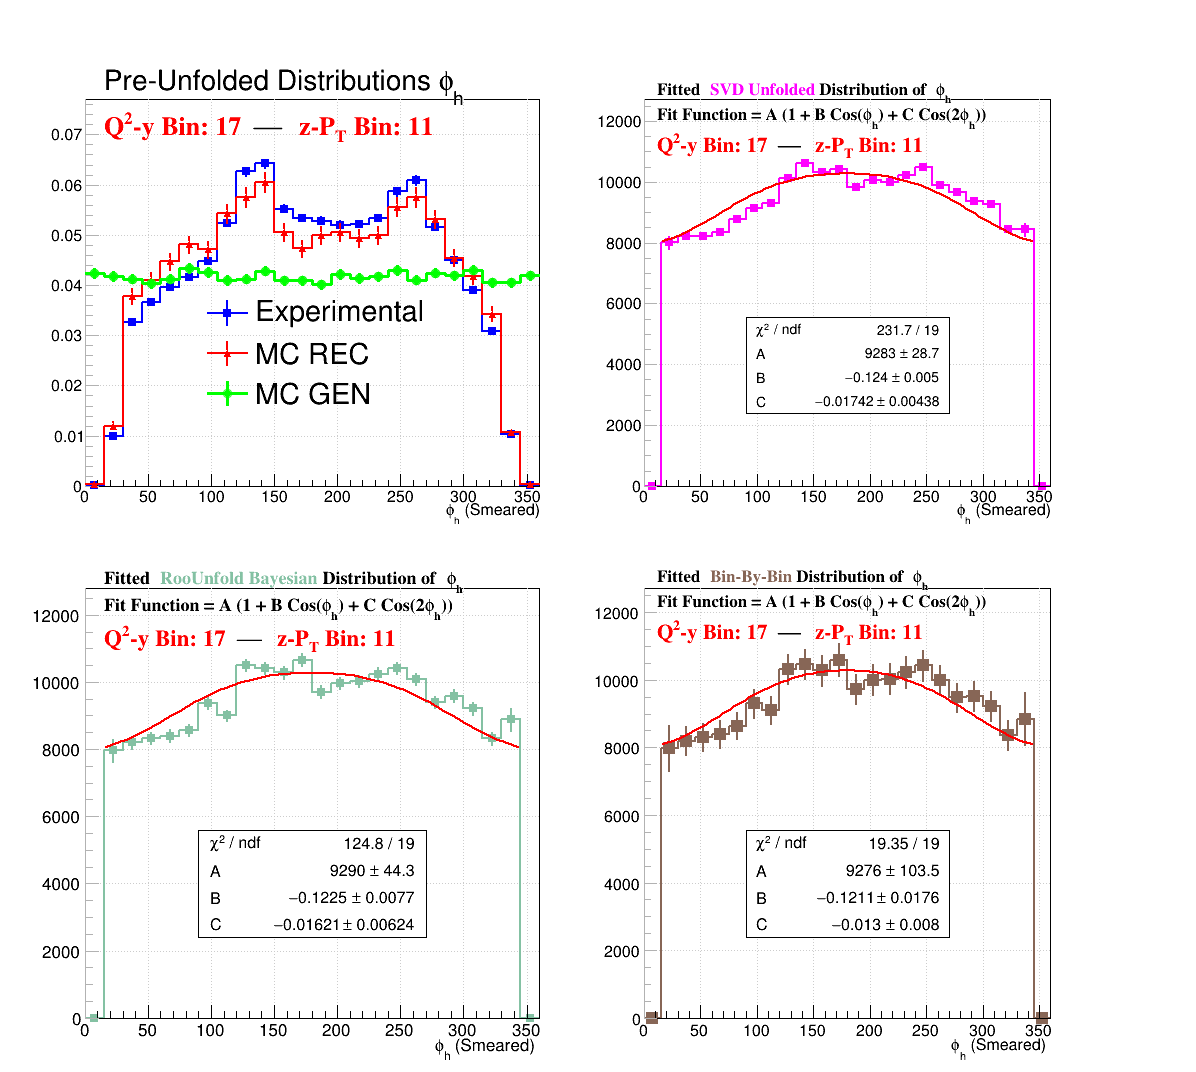 Pre-Unfolded Distributions ϕh
Q2-y Bin: 17 — z-PT Bin: 11
0.07
0.06
0.05
0.04
0.03
0.02
0.01
0
Experimental
MC REC
MC GEN
0 50 100 150 200 250 300 350
ϕh (Smeared)
Fitted SVD Unfolded Distribution of ϕh
Fit Function = A (1 + B Cos(ϕh) + C Cos(2ϕh))
Q2-y Bin: 17 — z-PT Bin: 11
12000
10000
8000
6000
4000
2000
0
χ2 / ndf 231.7 / 19
A 9283 ± 28.7
B −0.124 ± 0.005
C −0.01742 ± 0.00438
0 50 100 150 200 250 300 350
ϕh (Smeared)
Fitted RooUnfold Bayesian Distribution of ϕh
Fit Function = A (1 + B Cos(ϕh) + C Cos(2ϕh))
Q2-y Bin: 17 — z-PT Bin: 11
12000
10000
8000
6000
4000
2000
0
χ2 / ndf 124.8 / 19
A 9290 ± 44.3
B −0.1225 ± 0.0077
C −0.01621 ± 0.00624
0 50 100 150 200 250 300
ϕh (Smeared)
Fitted Bin-By-Bin Distribution of ϕh
Fit Function = A (1 + B Cos(ϕh) + C Cos(2ϕh))
Q2-y Bin: 17 — z-PT Bin: 11
12000
10000
8000
6000
4000
2000
0
χ2 / ndf 19.35 / 19
A 9276 ± 103.5
B −0.1211 ± 0.0176
C −0.013 ± 0.008
0 50 100 150 200 250 300 350
ϕh (Smeared)